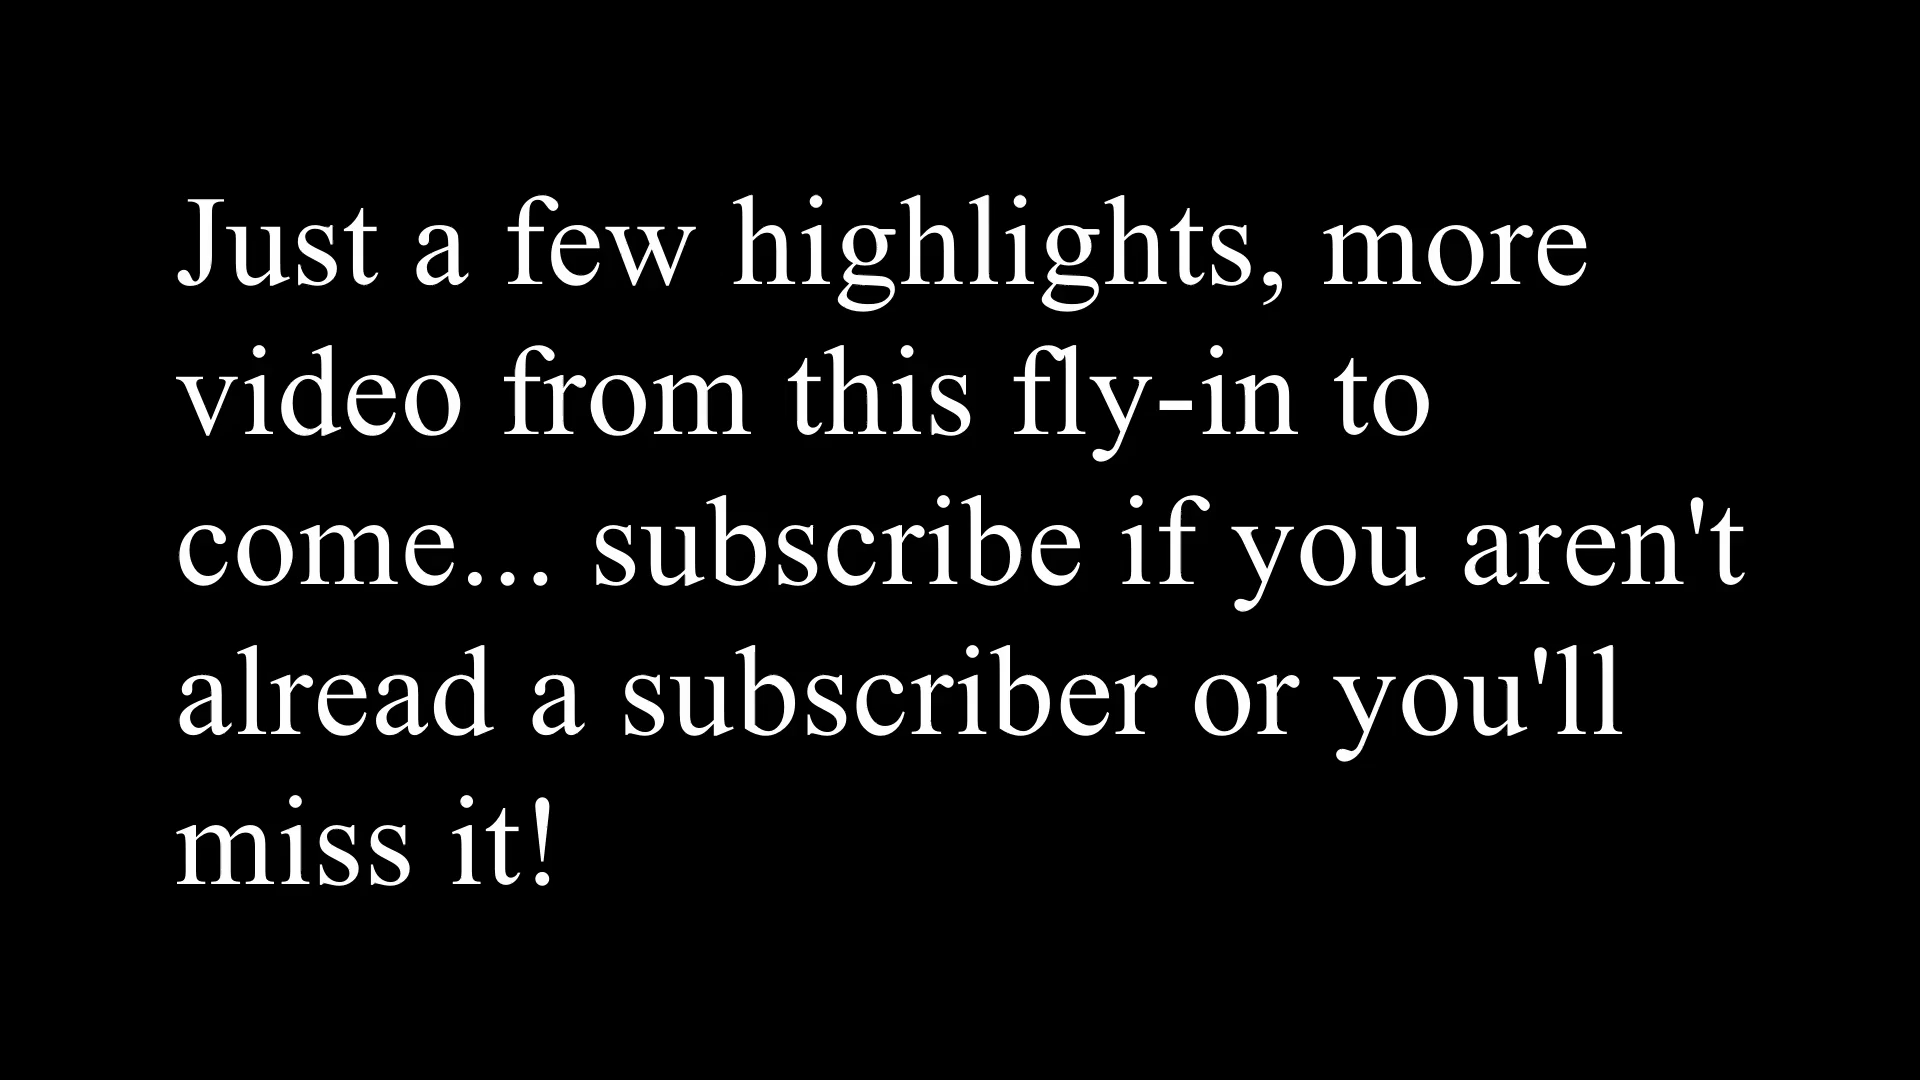 Just a few highlights, more
video from this fly-in to
come... subscribe if you aren't
alread a subscriber or you'll
miss it!